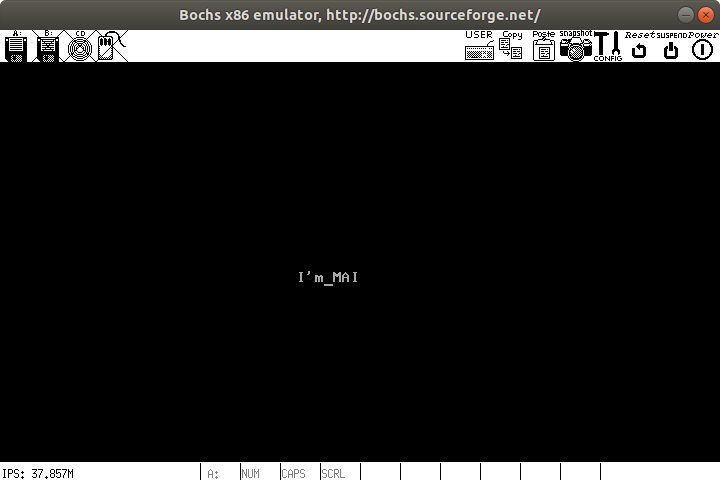 Bochs x86 emulator, http://bochs.sourceforge.net/
A: B: CD USER Copy Poste snapshot CONFIG Reset SUSPEND Power
I'm_MAI
IPS: 37.857M A: NUM CAPS SCRL